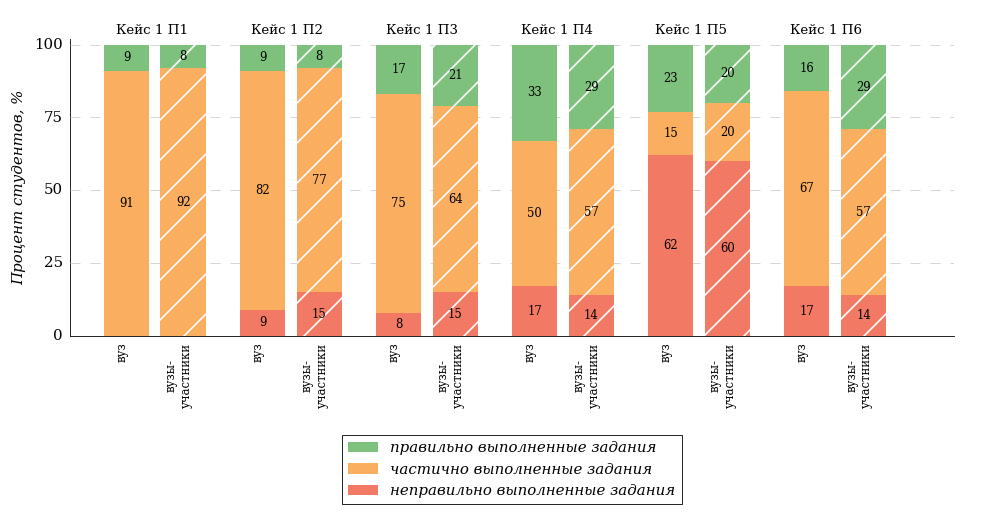 Кейс 1 П1 Кейс 1 П2 Кейс 1 П3 Кейс 1 П4 Кейс 1 П5 Кейс 1 П6
Процент студентов, %
100
75
50
25
0
9 8 9 8 17 21 33 29 23 20 16 29
91 92 82 77 75 64 50 57 15 20 67 57
9 15 8 15 17 14 62 60 17 14
вуз
вузы-
участники
вуз
вузы-
участники
вуз
вузы-
участники
вуз
вузы-
участники
вуз
вузы-
участники
вуз
вузы-
участники
правильно выполненные задания
частично выполненные задания
неправильно выполненные задания